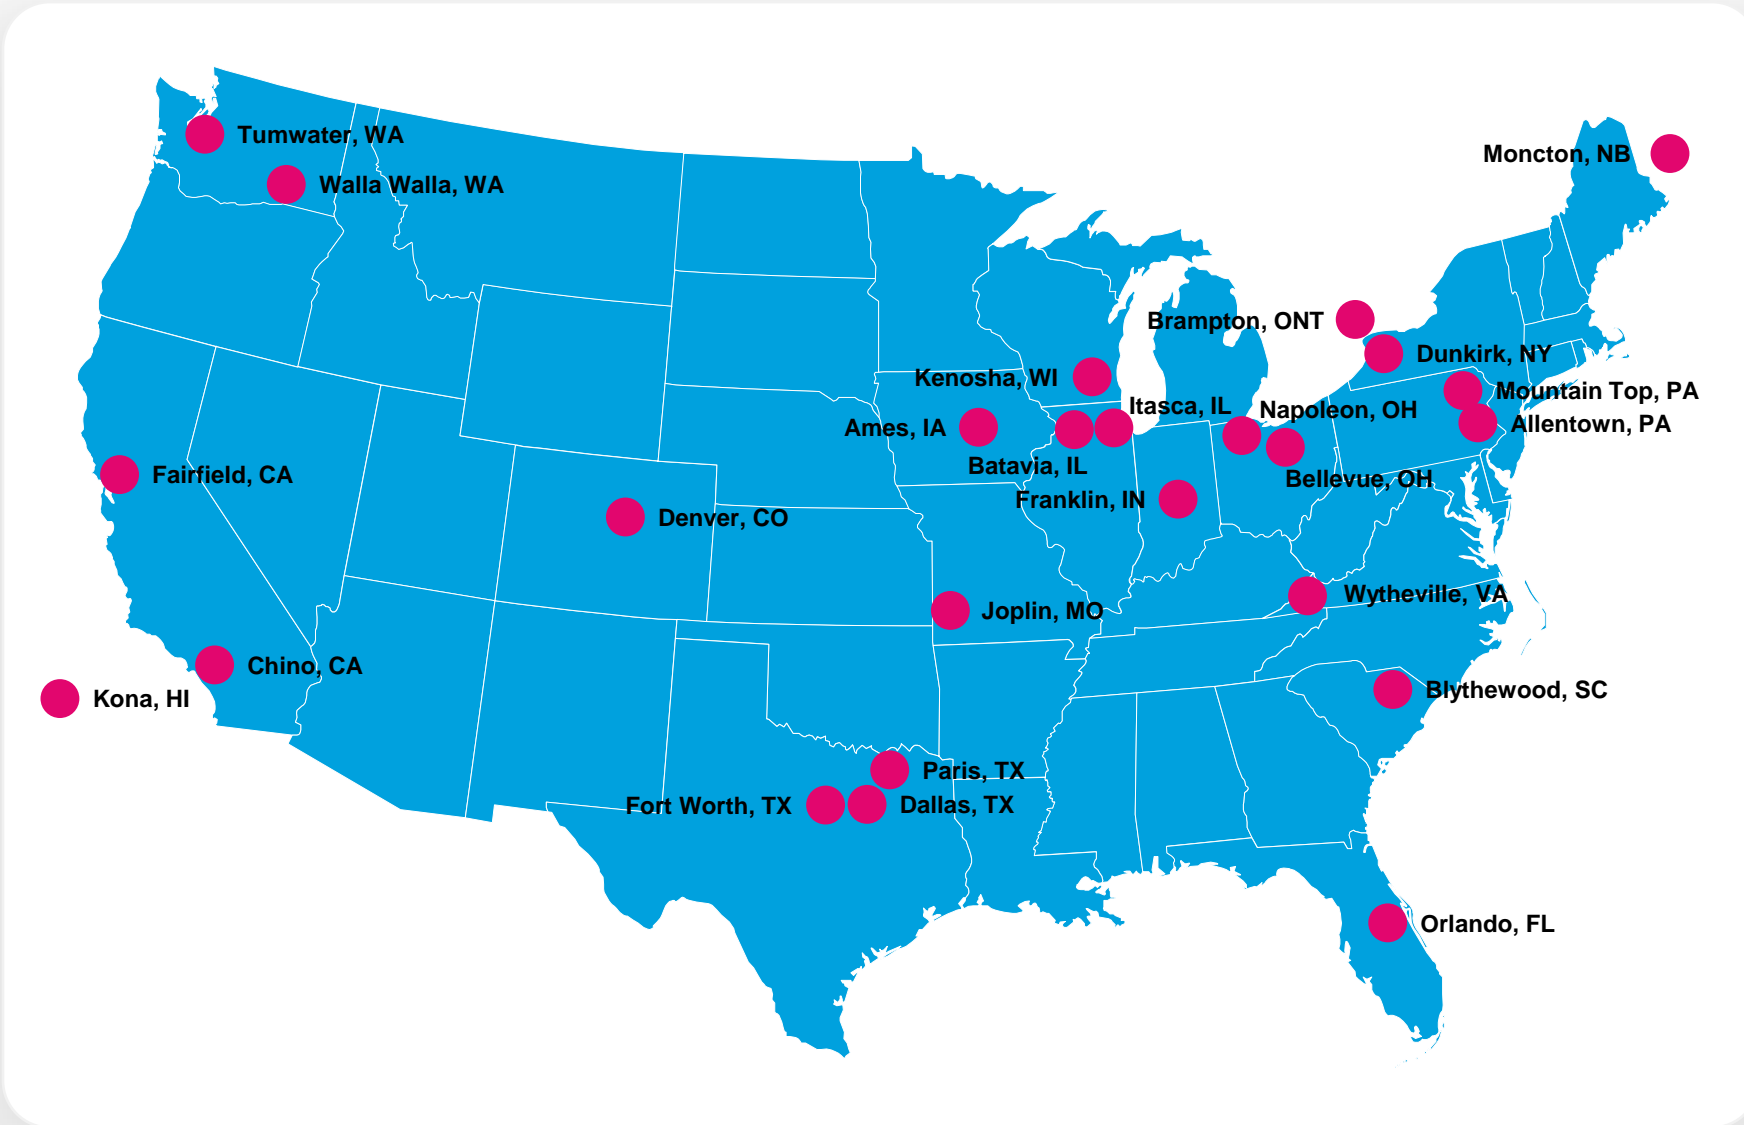 Tumwater, WA
Moncton, NB
Walla Walla, WA
Brampton, ONT
Dunkirk, NY
Kenosha, WI
Mountain Top, PA
Itasca, IL
Napoleon, OH
Allentown, PA
Ames, IA
Batavia, IL
Fairfield, CA
Bellevue, OH
Franklin, IN
Denver, CO
Wytheville, VA
Joplin, MO
Chino, CA
Blythewood, SC
Kona, HI
Paris, TX
Fort Worth, TX
Dallas, TX
Orlando, FL